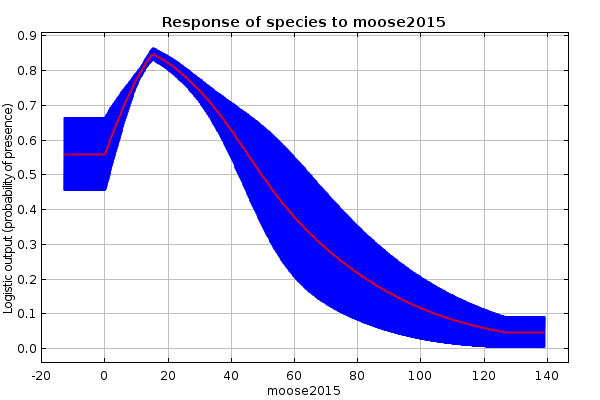 Response of species to moose2015
Logistic output (probability of presence)
0.9
0.8
0.7
0.6
0.5
0.4
0.3
0.2
0.1
0.0
-20 0 20 40 60 80 100 120 140
moose2015